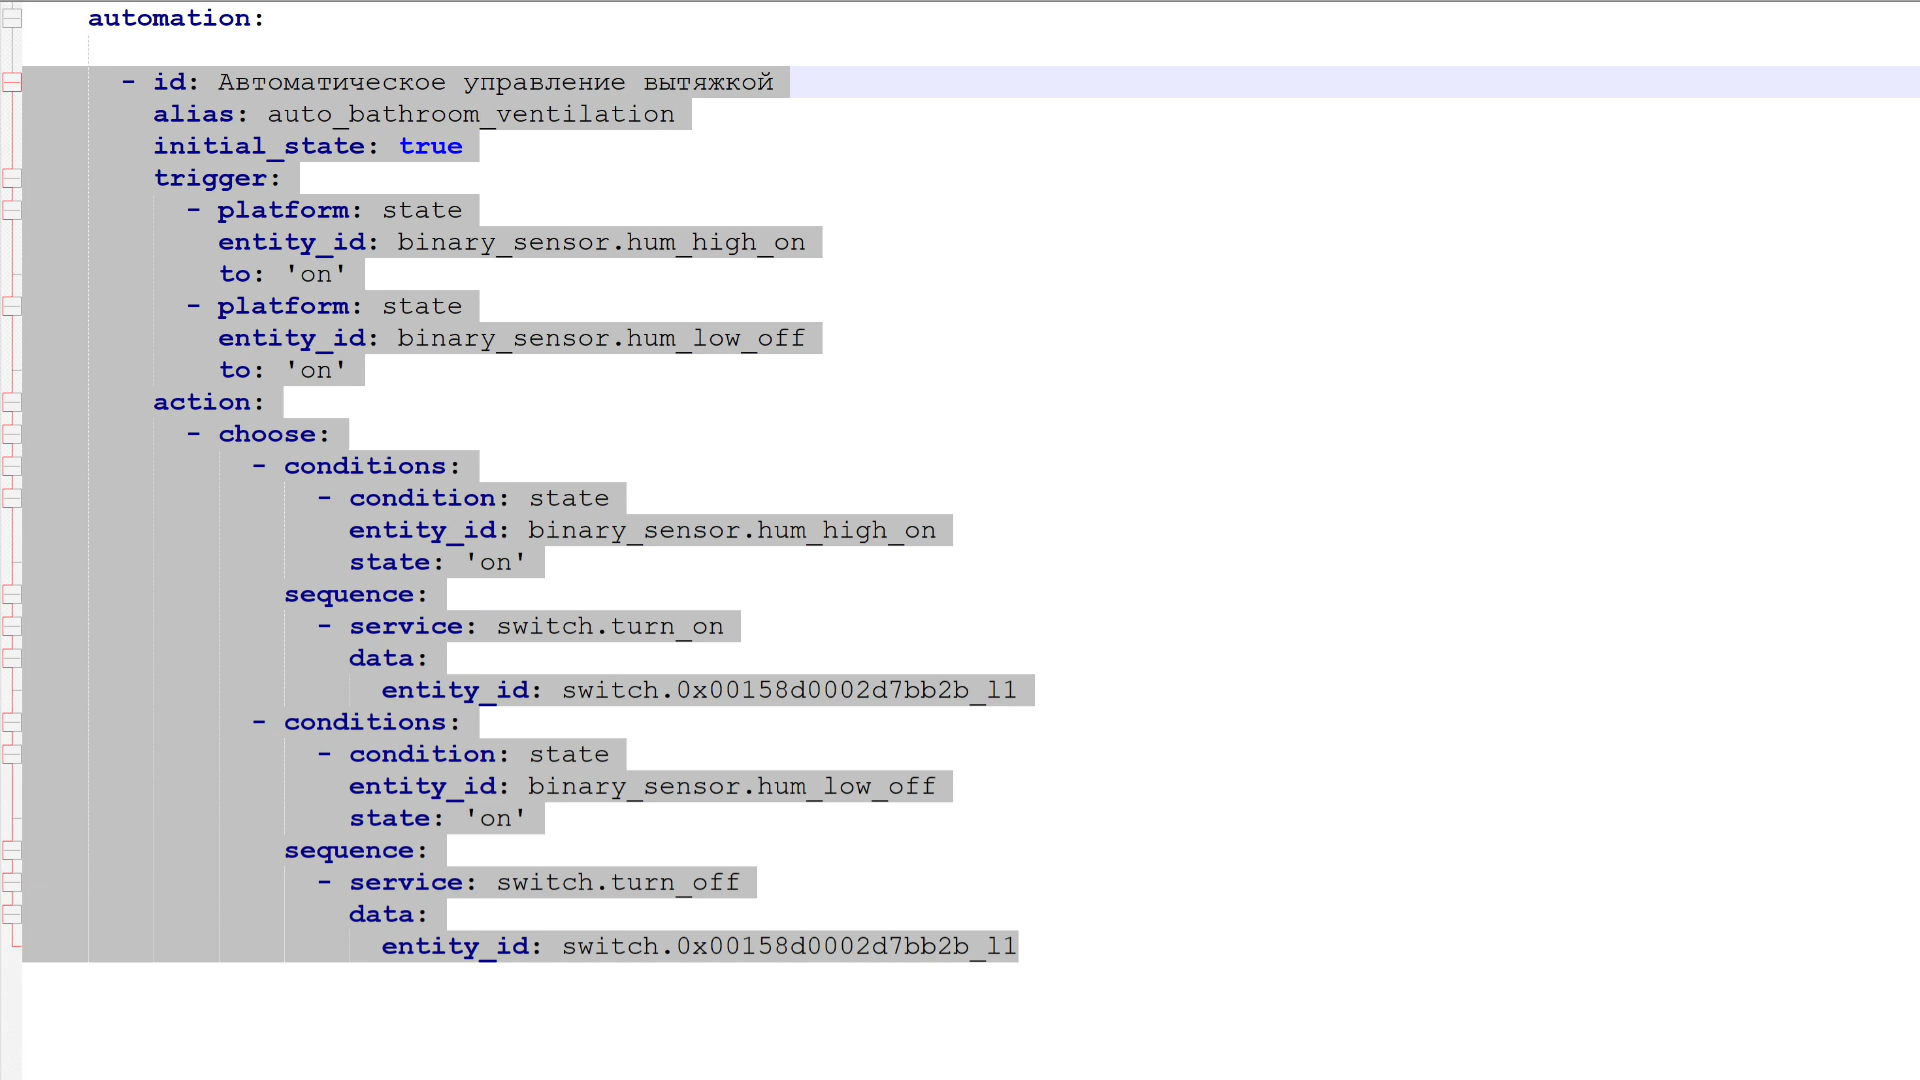 automation:
- id: Автоматическое управление вытяжкой
alias: auto_bathroom_ventilation
initial_state: true
trigger:
- platform: state
entity_id: binary_sensor.hum_high_on
to: 'on'
- platform: state
entity_id: binary_sensor.hum_low_off
to: 'on'
action:
- choose:
- conditions:
- condition: state
entity_id: binary_sensor.hum_high_on
state: 'on'
sequence:
- service: switch.turn_on
data:
entity_id: switch.0x00158d0002d7bb2b_l1
- conditions:
- condition: state
entity_id: binary_sensor.hum_low_off
state: 'on'
sequence:
- service: switch.turn_off
data:
entity_id: switch.0x00158d0002d7bb2b_l1